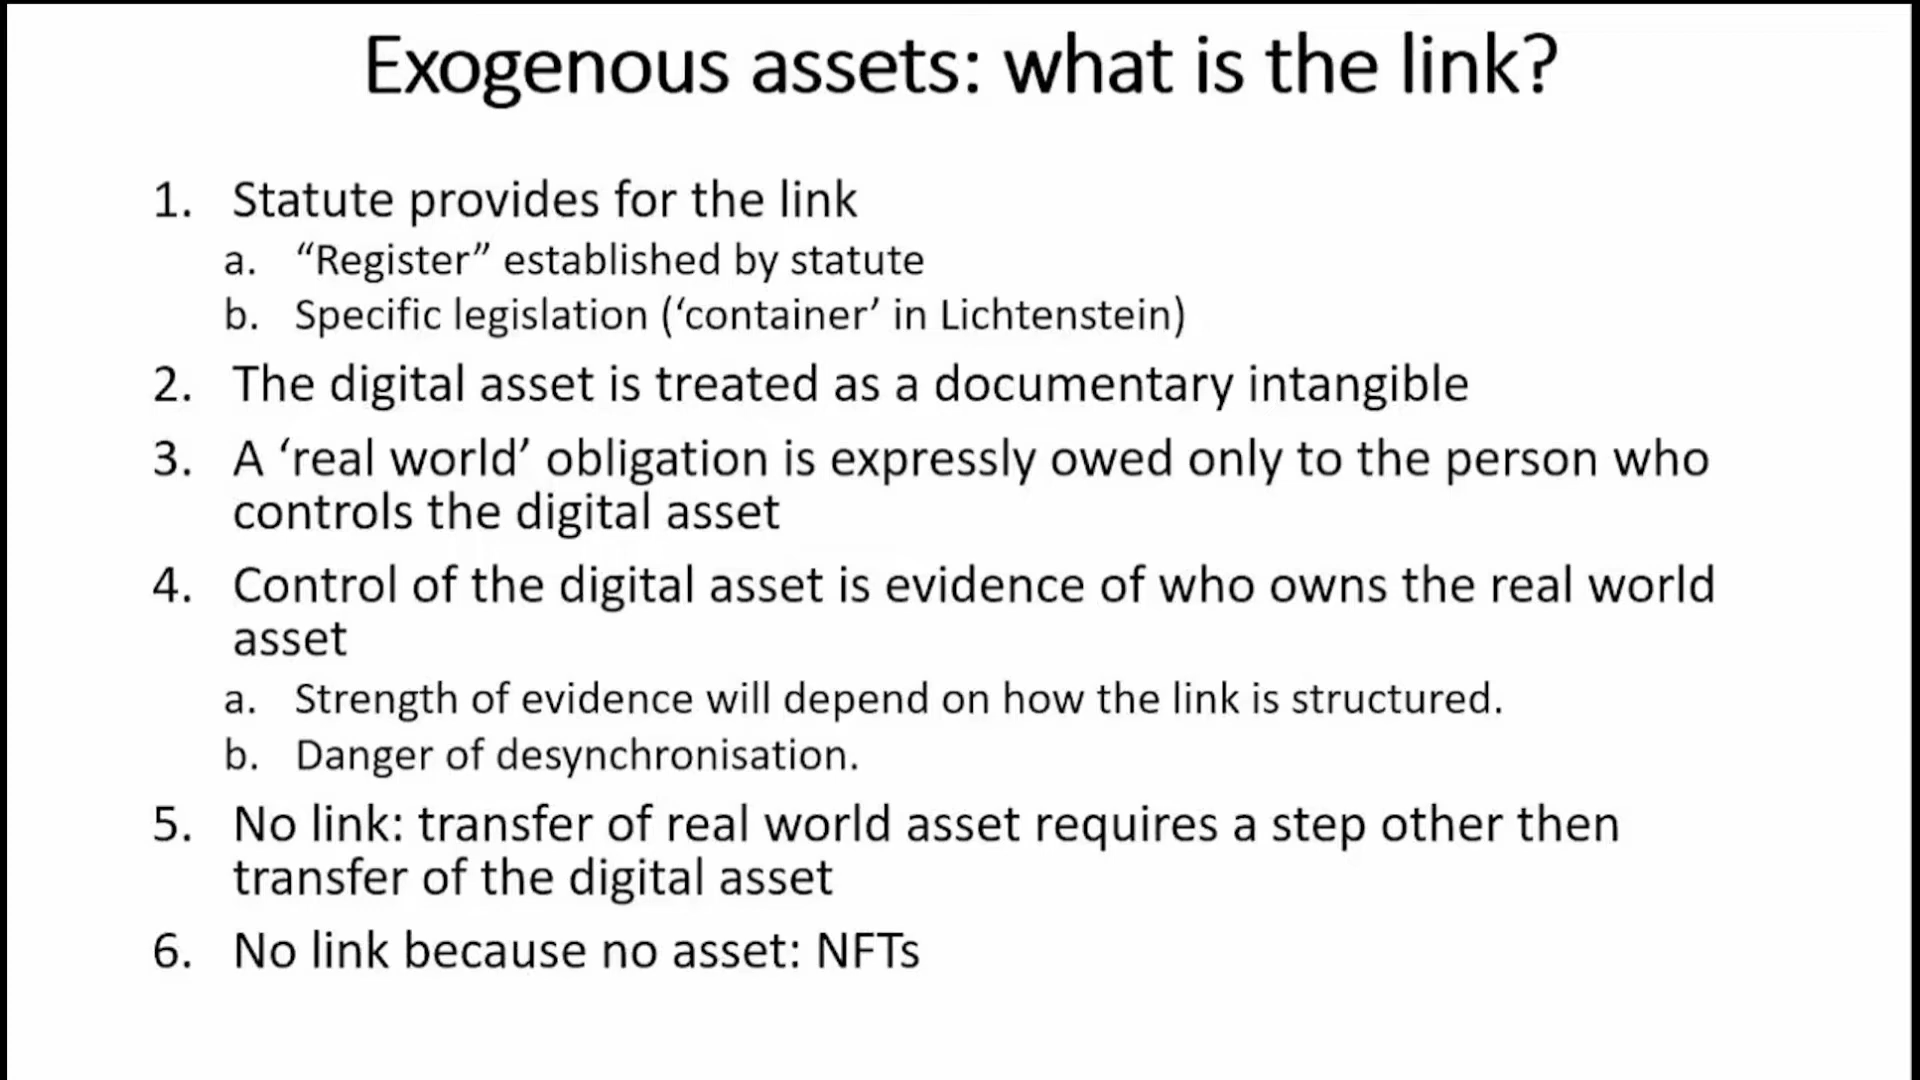 Exogenous assets: what is the link?
1. Statute provides for the link
a. “Register” established by statute
b. Specific legislation (‘container’ in Lichtenstein)
2. The digital asset is treated as a documentary intangible
3. A ‘real world’ obligation is expressly owed only to the person who
controls the digital asset
4. Control of the digital asset is evidence of who owns the real world
asset
a. Strength of evidence will depend on how the link is structured.
b. Danger of desynchronisation.
5. No link: transfer of real world asset requires a step other then
transfer of the digital asset
6. No link because no asset: NFTs